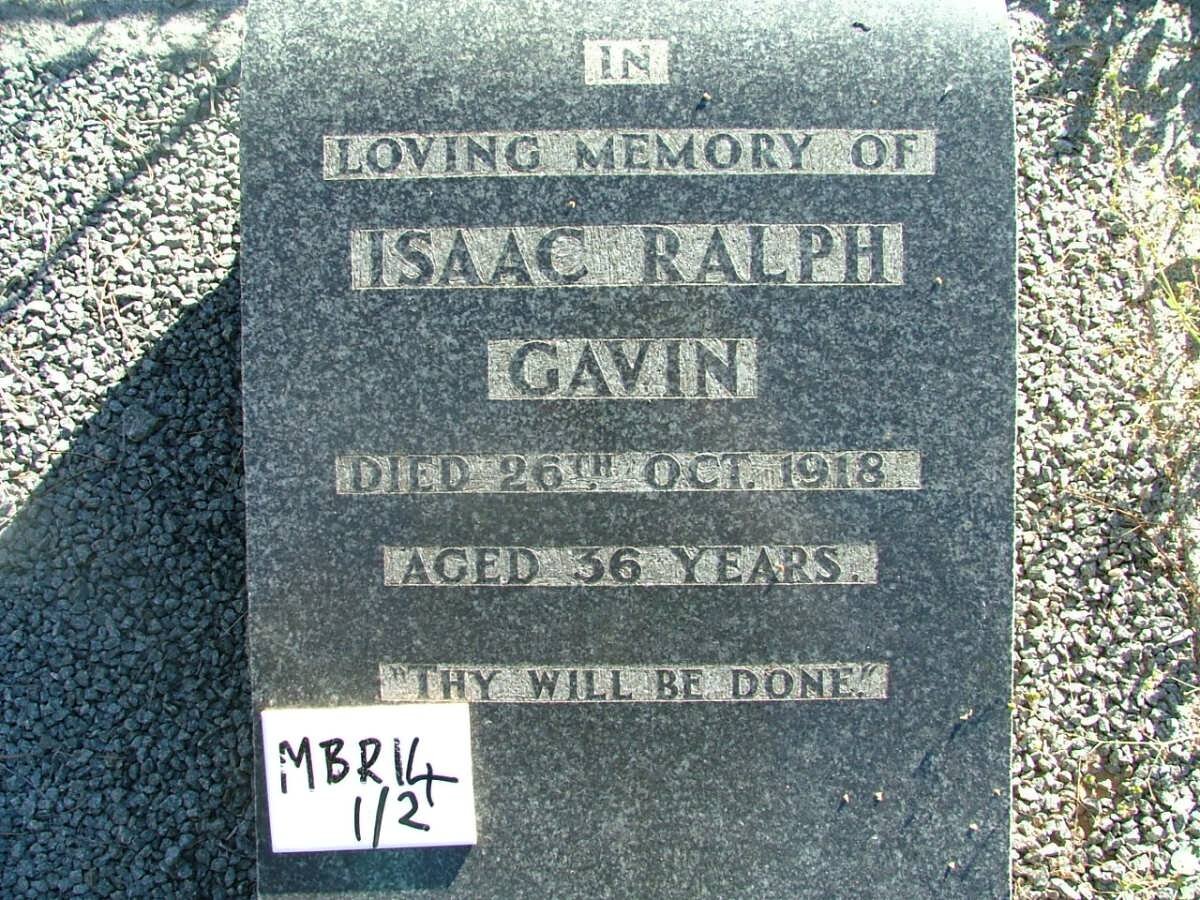 IN
LOVING MEMORY OF
ISAAC RALPH
GAVIN
DIED 26TH. OCT. 1918.
AGED 36 YEARS.
"THY WILL BE DONE."
MBR14
1/2